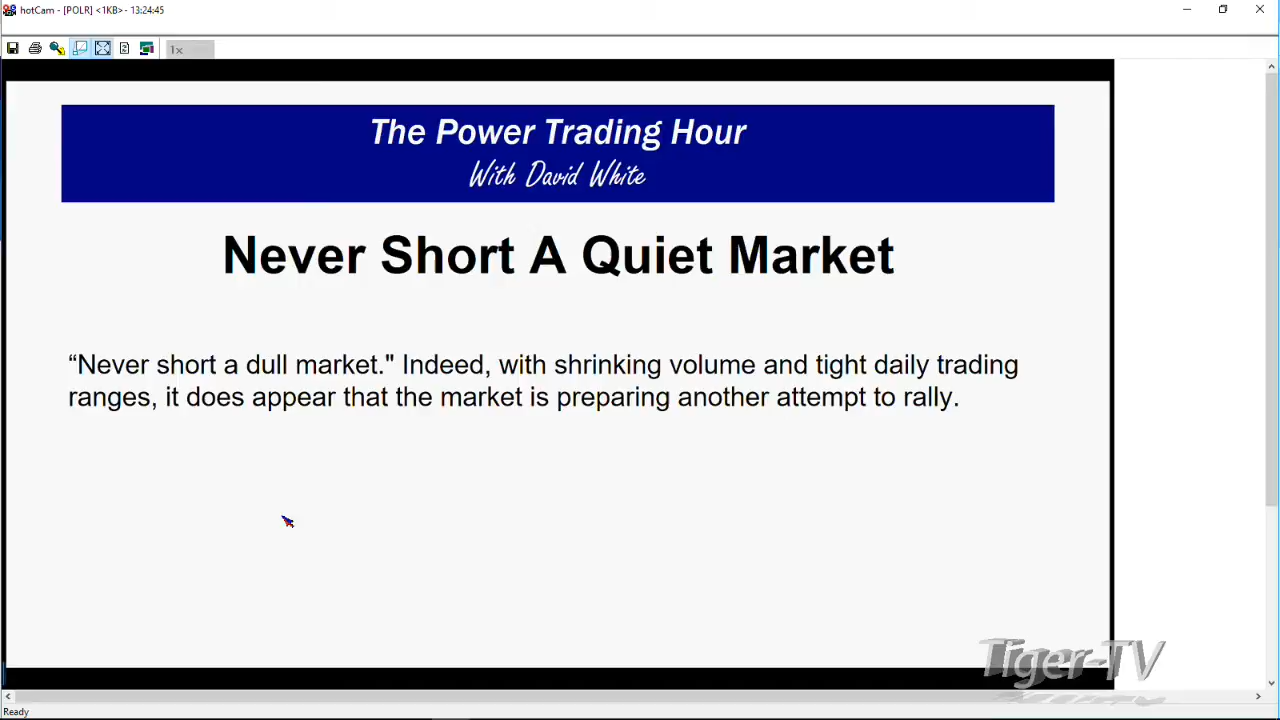 hotCam - [POLR] <1KB> - 13:24:45
1x
The Power Trading Hour
With David White
Never Short A Quiet Market
“Never short a dull market." Indeed, with shrinking volume and tight daily trading
ranges, it does appear that the market is preparing another attempt to rally.
Tiger-TV
Ready